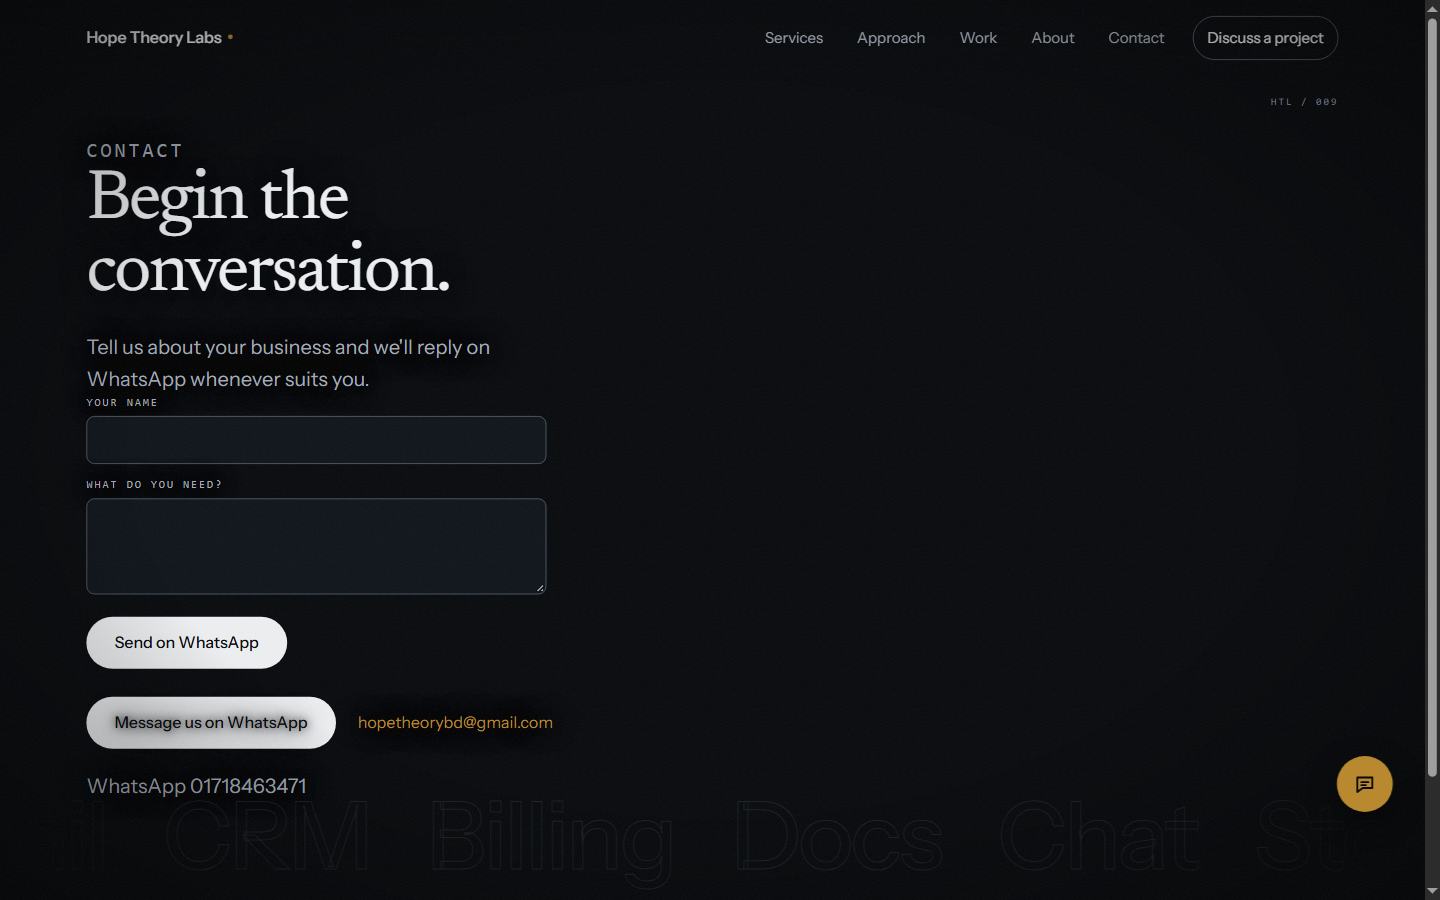 Hope Theory Labs
Services Approach Work About Contact Discuss a project
HTL / 009
CONTACT
Begin the
conversation.
Tell us about your business and we'll reply on
WhatsApp whenever suits you.
YOUR NAME
WHAT DO YOU NEED?
Send on WhatsApp
Message us on WhatsApp hopetheorybd@gmail.com
WhatsApp 01718463471
CRM Billing Docs Chat